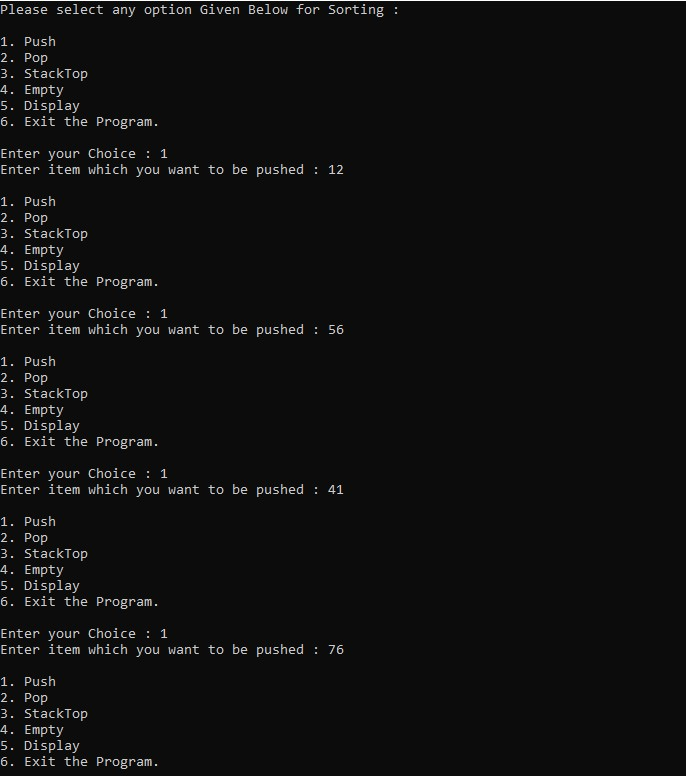 Please select any option Given Below for Sorting :
1. Push
2. Pop
3. StackTop
4. Empty
5. Display
6. Exit the Program.
Enter your Choice : 1
Enter item which you want to be pushed : 12
1. Push
2. Pop
3. StackTop
4. Empty
5. Display
6. Exit the Program.
Enter your Choice : 1
Enter item which you want to be pushed : 56
1. Push
2. Pop
3. StackTop
4. Empty
5. Display
6. Exit the Program.
Enter your Choice : 1
Enter item which you want to be pushed : 41
1. Push
2. Pop
3. StackTop
4. Empty
5. Display
6. Exit the Program.
Enter your Choice : 1
Enter item which you want to be pushed : 76
1. Push
2. Pop
3. StackTop
4. Empty
5. Display
6. Exit the Program.